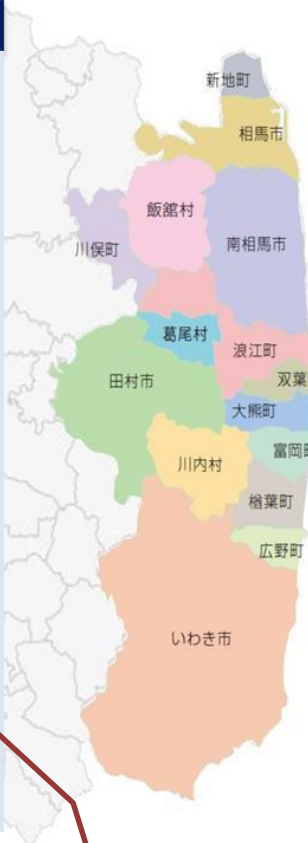 新地町
相馬市
飯舘村
川俣町
南相馬市
葛尾村
浪江町
双葉
田村市
大熊町
富岡町
川内村
楢葉町
広野町
いわき市